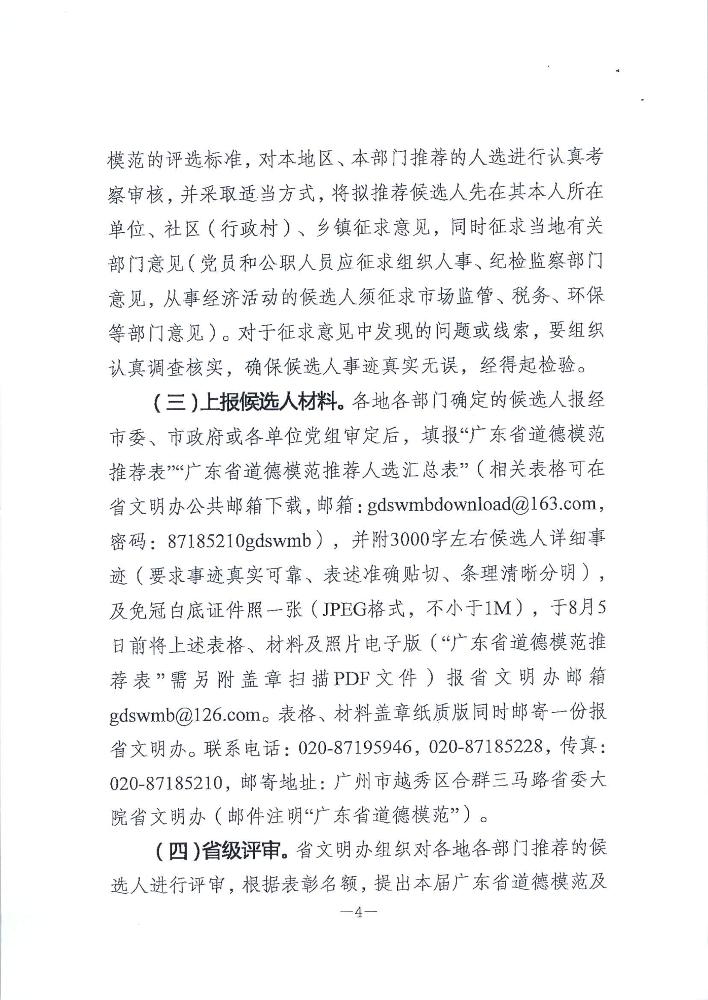 模范的评选标准，对本地区、本部门推荐的人选进行认真考
察审核，并采取适当方式，将拟推荐候选人先在其本人所在
单位、社区（行政村）、乡镇征求意见，同时征求当地有关
部门意见（党员和公职人员应征求组织人事、纪检监察部门
意见，从事经济活动的候选人须征求市场监管、税务、环保
等部门意见）。对于征求意见中发现的问题或线索，要组织
认真调查核实，确保候选人事迹真实无误，经得起检验。
（三）上报候选人材料。各地各部门确定的候选人报经
市委、市政府或各单位党组审定后，填报“广东省道德模范
推荐表”“广东省道德模范推荐人选汇总表”（相关表格可在
省文明办公共邮箱下载，邮箱：gdswmbdownload@163.com，
密码：87185210gdswmb），并附3000字左右候选人详细事
迹（要求事迹真实可靠、表述准确贴切、条理清晰分明），
及免冠白底证件照一张（JPEG格式，不小于1M），于8月5
日前将上述表格、材料及照片电子版（“广东省道德模范推
荐表”需另附盖章扫描PDF文件）报省文明办邮箱
gdswmb@126.com。表格、材料盖章纸质版同时邮寄一份报
省文明办。联系电话：020-87195946，020-87185228，传真：
020-87185210，邮寄地址：广州市越秀区合群三马路省委大
院省文明办（邮件注明“广东省道德模范”）。
（四）省级评审。省文明办组织对各地各部门推荐的候
选人进行评审，根据表彰名额，提出本届广东省道德模范及
—4—